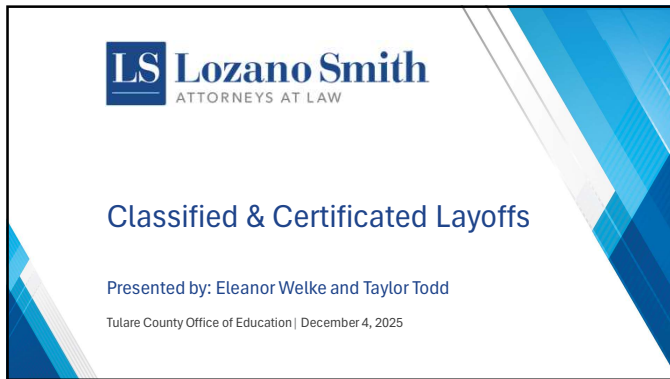 LS Lozano Smith
ATTORNEYS AT LAW
Classified & Certificated Layoffs
Presented by: Eleanor Welke and Taylor Todd
Tulare County Office of Education| December 4, 2025